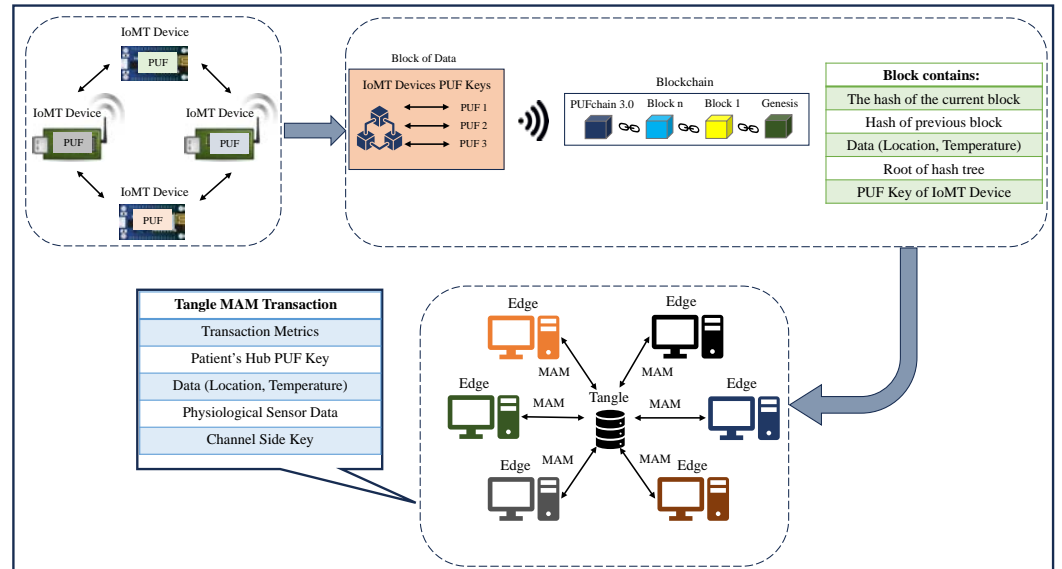 IoMT Device
PUF
IoMT Device
PUF
IoMT Device
PUF
IoMT Device
PUF
Block of Data
IoMT Devices PUF Keys
PUF 1
PUF 2
PUF 3
Blockchain
PUFchain 3.0
Block n
Block 1
Genesis
Block contains:
The hash of the current block
Hash of previous block
Data (Location, Temperature)
Root of hash tree
PUF Key of IoMT Device
Tangle MAM Transaction
Transaction Metrics
Patient's Hub PUF Key
Data (Location, Temperature)
Physiological Sensor Data
Channel Side Key
Edge
Edge
MAM
MAM
Edge
Tangle
Edge
MAM
MAM
Edge
MAM
MAM
Edge